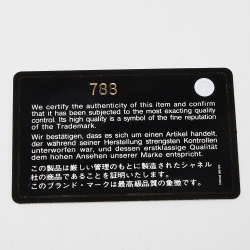 788
We certify the authenticity of this item and confirm
that it has been subjected to the most exacting quality
control. Its high quality is a symbol of the fine reputation
of the Trademark.
Wir bestätigen, dass es sich um einen Artikel handelt,
der während seiner Herstellung strengsten Kontrollen
unterworfen war, und dessen erstklassige Qualität
dem hohen Ansehen unserer Marke entspricht.
この製品は厳しい管理のもとに製造されたシャネル
社の商品であることを証明いたします。
このブランド・マークは最高級品質の象徴です。